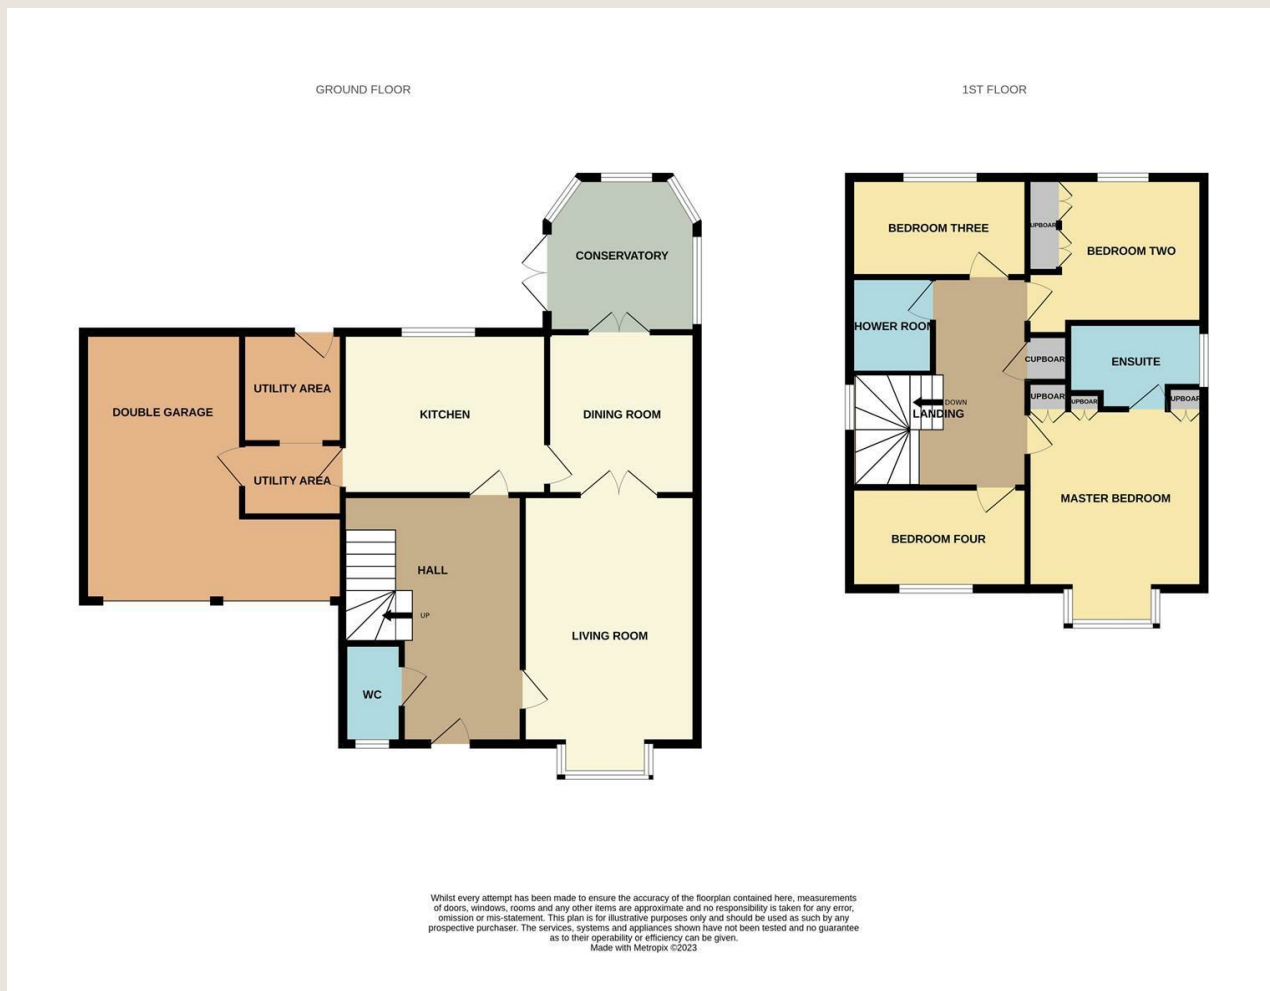 GROUND FLOOR
1ST FLOOR
CONSERVATORY
UTILITY AREA
DOUBLE GARAGE
KITCHEN
DINING ROOM
UTILITY AREA
HALL
UP
LIVING ROOM
WC
BEDROOM THREE
UPBOAR
BEDROOM TWO
HOWER ROOM
CUPBOAR
ENSUITE
UPBOAR
UPBOAR
UPBOAR
DOWN
LANDING
MASTER BEDROOM
BEDROOM FOUR
Whilst every attempt has been made to ensure the accuracy of the floorplan contained here, measurements
of doors, windows, rooms and any other items are approximate and no responsibility is taken for any error,
omission or mis-statement. This plan is for illustrative purposes only and should be used as such by any
prospective purchaser. The services, systems and appliances shown have not been tested and no guarantee
as to their operability or efficiency can be given.
Made with Metropix ©2023